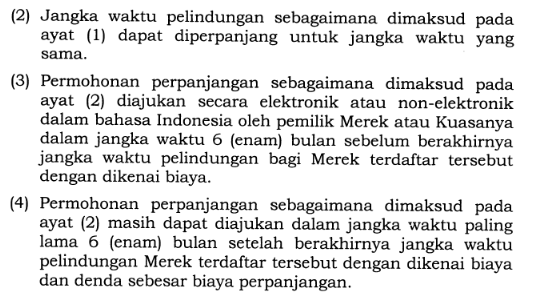 (2) Jangka waktu pelindungan sebagaimana dimaksud pada
ayat (1) dapat diperpanjang untuk jangka waktu yang
sama.
(3) Permohonan perpanjangan sebagaimana dimaksud pada
ayat (2) diajukan secara elektronik atau non-elektronik
dalam bahasa Indonesia oleh pemilik Merek atau Kuasanya
dalam jangka waktu 6 (enam) bulan sebelum berakhirnya
jangka waktu pelindungan bagi Merek terdaftar tersebut
dengan dikenai biaya.
(4) Permohonan perpanjangan sebagaimana dimaksud pada
ayat (2) masih dapat diajukan dalam jangka waktu paling
lama 6 (enam) bulan setelah berakhirnya jangka waktu
pelindungan Merek terdaftar tersebut dengan dikenai biaya
dan denda sebesar biaya perpanjangan.